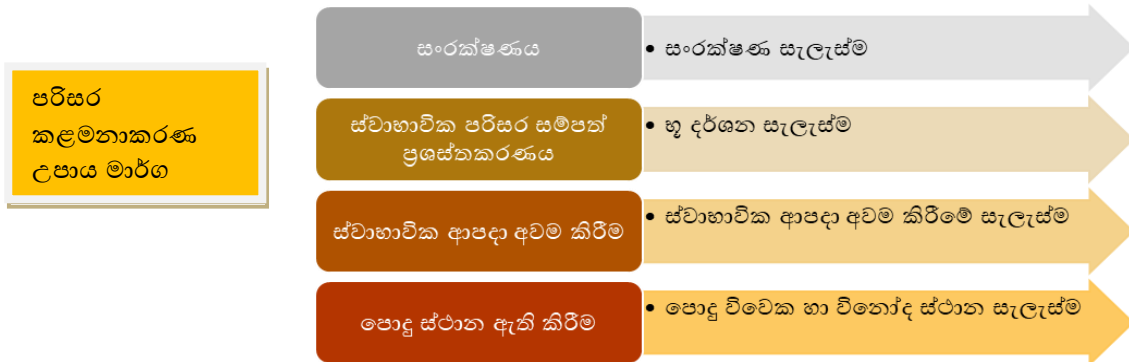 පරිසර
කළමනාකරණ
උපාය මාර්ග
සංරක්ෂණය
• සංරක්ෂණ සැලැස්ම
ස්වාභාවික පරිසර සම්පත්
ප්‍රශස්තකරණය
• භූ දර්ශන සැලැස්ම
ස්වාභාවික ආපදා අවම කිරීම
• ස්වාභාවික ආපදා අවම කිරීමේ සැලැස්ම
පොදු ස්ථාන ඇති කිරීම
• පොදු විවෙක හා විනෝද ස්ථාන සැලැස්ම